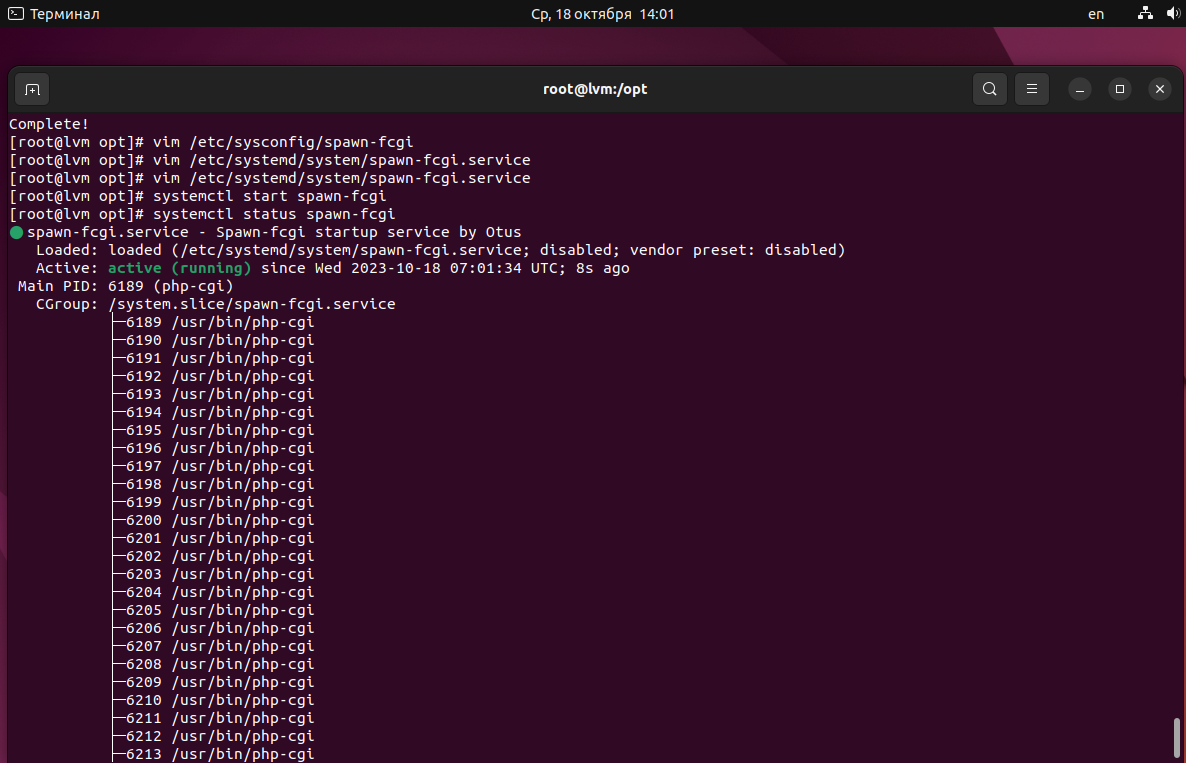 Терминал
Ср, 18 октября 14:01
en
root@lvm:/opt
Complete!
[root@lvm opt]# vim /etc/sysconfig/spawn-fcgi
[root@lvm opt]# vim /etc/systemd/system/spawn-fcgi.service
[root@lvm opt]# vim /etc/systemd/system/spawn-fcgi.service
[root@lvm opt]# systemctl start spawn-fcgi
[root@lvm opt]# systemctl status spawn-fcgi
● spawn-fcgi.service - Spawn-fcgi startup service by Otus
   Loaded: loaded (/etc/systemd/system/spawn-fcgi.service; disabled; vendor preset: disabled)
   Active: active (running) since Wed 2023-10-18 07:01:34 UTC; 8s ago
 Main PID: 6189 (php-cgi)
   CGroup: /system.slice/spawn-fcgi.service
           ├─6189 /usr/bin/php-cgi
           ├─6190 /usr/bin/php-cgi
           ├─6191 /usr/bin/php-cgi
           ├─6192 /usr/bin/php-cgi
           ├─6193 /usr/bin/php-cgi
           ├─6194 /usr/bin/php-cgi
           ├─6195 /usr/bin/php-cgi
           ├─6196 /usr/bin/php-cgi
           ├─6197 /usr/bin/php-cgi
           ├─6198 /usr/bin/php-cgi
           ├─6199 /usr/bin/php-cgi
           ├─6200 /usr/bin/php-cgi
           ├─6201 /usr/bin/php-cgi
           ├─6202 /usr/bin/php-cgi
           ├─6203 /usr/bin/php-cgi
           ├─6204 /usr/bin/php-cgi
           ├─6205 /usr/bin/php-cgi
           ├─6206 /usr/bin/php-cgi
           ├─6207 /usr/bin/php-cgi
           ├─6208 /usr/bin/php-cgi
           ├─6209 /usr/bin/php-cgi
           ├─6210 /usr/bin/php-cgi
           ├─6211 /usr/bin/php-cgi
           ├─6212 /usr/bin/php-cgi
           ├─6213 /usr/bin/php-cgi